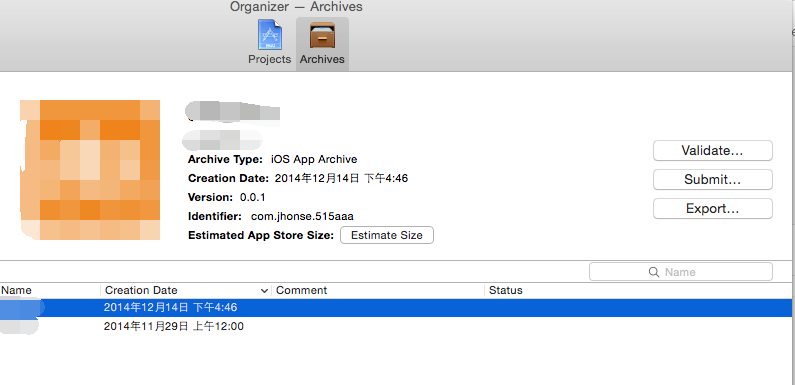 Organizer — Archives
Projects
Archives
Archive Type: iOS App Archive
Creation Date: 2014年12月14日 下午4:46
Version: 0.0.1
Identifier: com.jhonse.515aaa
Estimated App Store Size: Estimate Size
Validate...
Submit...
Export...
Name
Name
Creation Date
Comment
Status
2014年12月14日 下午4:46
2014年11月29日 上午12:00